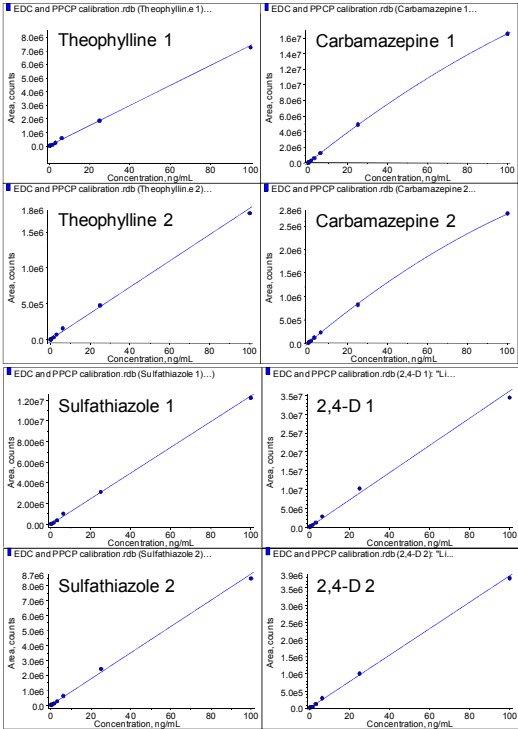 EDC and PPCP calibration.rdb (Theophyllin.e 1)...
Theophylline 1
Area, counts
8.0e6
7.0e6
6.0e6
5.0e6
4.0e6
3.0e6
2.0e6
1.0e6
0.0
0 20 40 60 80 100
Concentration, ng/mL
EDC and PPCP calibration.rdb (Carbamazepine 1...
Carbamazepine 1
Area, counts
1.6e7
1.4e7
1.2e7
1.0e7
8.0e6
6.0e6
4.0e6
2.0e6
0.0
0 20 40 60 80 100
Concentration, ng/mL
EDC and PPCP calibration.rdb (Theophyllin.e 2)...
Theophylline 2
Area, counts
1.8e6
1.6e6
1.0e6
5.0e5
0.0
0 20 40 60 80 100
Concentration, ng/mL
EDC and PPCP calibration.rdb (Carbamazepine 2...
Carbamazepine 2
Area, counts
2.8e6
2.6e6
2.0e6
1.5e6
1.0e6
5.0e5
0.0
0 20 40 60 80 100
Concentration, ng/mL
EDC and PPCP calibration.rdb (Sulfathiazole 1)...)
Sulfathiazole 1
Area, counts
1.20e7
1.00e7
8.00e6
6.00e6
4.00e6
2.00e6
0.00
0 20 40 60 80 100
Concentration, ng/mL
EDC and PPCP calibration.rdb (2,4-D 1): "Li...
2,4-D 1
Area, counts
3.5e7
3.0e7
2.5e7
2.0e7
1.5e7
1.0e7
5.0e6
0.0
0 20 40 60 80 100
Concentration, ng/mL
EDC and PPCP calibration.rdb (Sulfathiazole 2)...
Sulfathiazole 2
Area, counts
8.7e6
8.0e6
7.0e6
6.0e6
5.0e6
4.0e6
3.0e6
2.0e6
1.0e6
0.0
0 20 40 60 80 100
Concentration, ng/mL
EDC and PPCP calibration.rdb (2,4-D 2): "Li...
2,4-D 2
Area, counts
3.9e6
3.5e6
3.0e6
2.5e6
2.0e6
1.5e6
1.0e6
5.0e5
0.0
0 20 40 60 80 100
Concentration, ng/mL